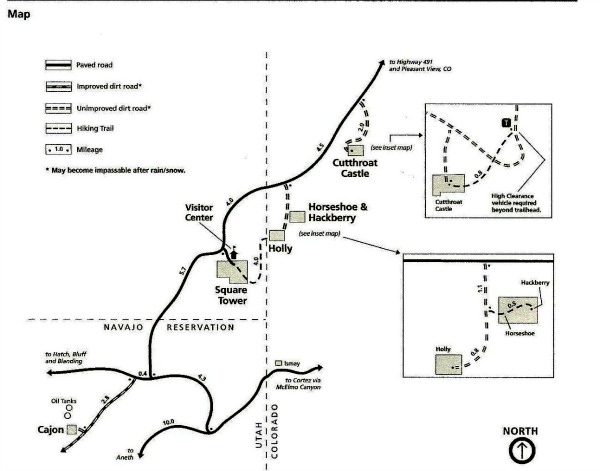 Map
Paved road
Improved dirt road*
Unimproved dirt road*
Hiking Trail
1.0 Mileage
* May become impassable after rain/snow.
to Highway 491
and Pleasant View, CO
2.0
4.5
(see inset map)
Cutthroat
Castle
T
0.8
Cutthroat
Castle
High Clearance
vehicle required
beyond trailhead.
4.0
Visitor
Center
Horseshoe &
Hackberry
(see inset map)
Holly
4.0
Square
Tower
5.7
1.1
Hackberry
0.5
Horseshoe
Holly
0.8
NAVAJO RESERVATION
to Hatch, Bluff
and Blanding
0.4
4.3
Ismay
to Cortez via
McElmo Canyon
Oil Tanks
2.8
Cajon
10.0
to
Aneth
UTAH
COLORADO
NORTH